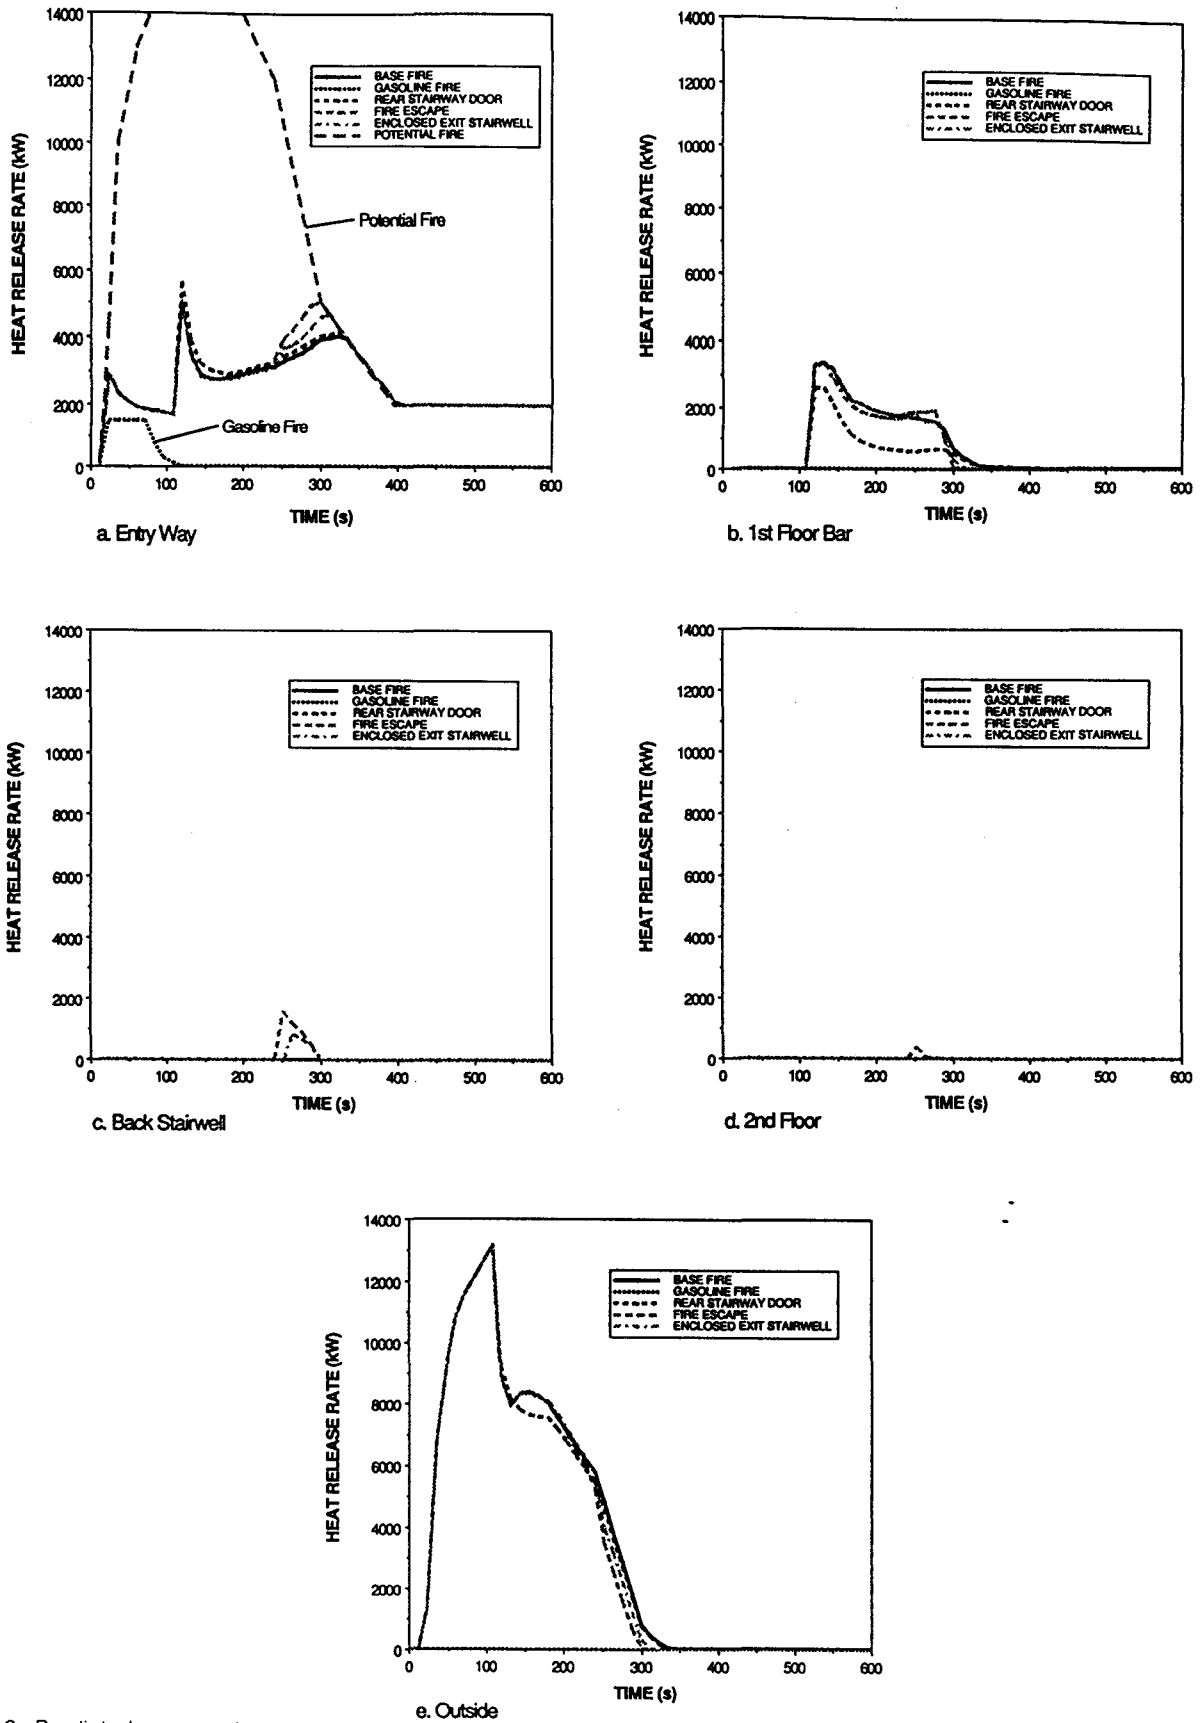 14000
12000
10000
8000
6000
4000
2000
0
HEAT RELEASE RATE (kW)
BASE FIRE
GASOLINE FIRE
REAR STAIRWAY DOOR
FIRE ESCAPE
ENCLOSED EXIT STAIRWELL
POTENTIAL FIRE
Potential Fire
Gasoline Fire
0 100 200 300 400 500 600
TIME (s)
a. Entry Way
14000
12000
10000
8000
6000
4000
2000
0
HEAT RELEASE RATE (kW)
BASE FIRE
GASOLINE FIRE
REAR STAIRWAY DOOR
FIRE ESCAPE
ENCLOSED EXIT STAIRWELL
0 100 200 300 400 500 600
TIME (s)
b. 1st Floor Bar
14000
12000
10000
8000
6000
4000
2000
0
HEAT RELEASE RATE (kW)
BASE FIRE
GASOLINE FIRE
REAR STAIRWAY DOOR
FIRE ESCAPE
ENCLOSED EXIT STAIRWELL
0 100 200 300 400 500 600
TIME (s)
c. Back Stairwell
14000
12000
10000
8000
6000
4000
2000
0
HEAT RELEASE RATE (kW)
BASE FIRE
GASOLINE FIRE
REAR STAIRWAY DOOR
FIRE ESCAPE
ENCLOSED EXIT STAIRWELL
0 100 200 300 400 500 600
TIME (s)
d. 2nd Floor
14000
12000
10000
8000
6000
4000
2000
0
HEAT RELEASE RATE (kW)
BASE FIRE
GASOLINE FIRE
REAR STAIRWAY DOOR
FIRE ESCAPE
ENCLOSED EXIT STAIRWELL
0 100 200 300 400 500 600
TIME (s)
e. Outside